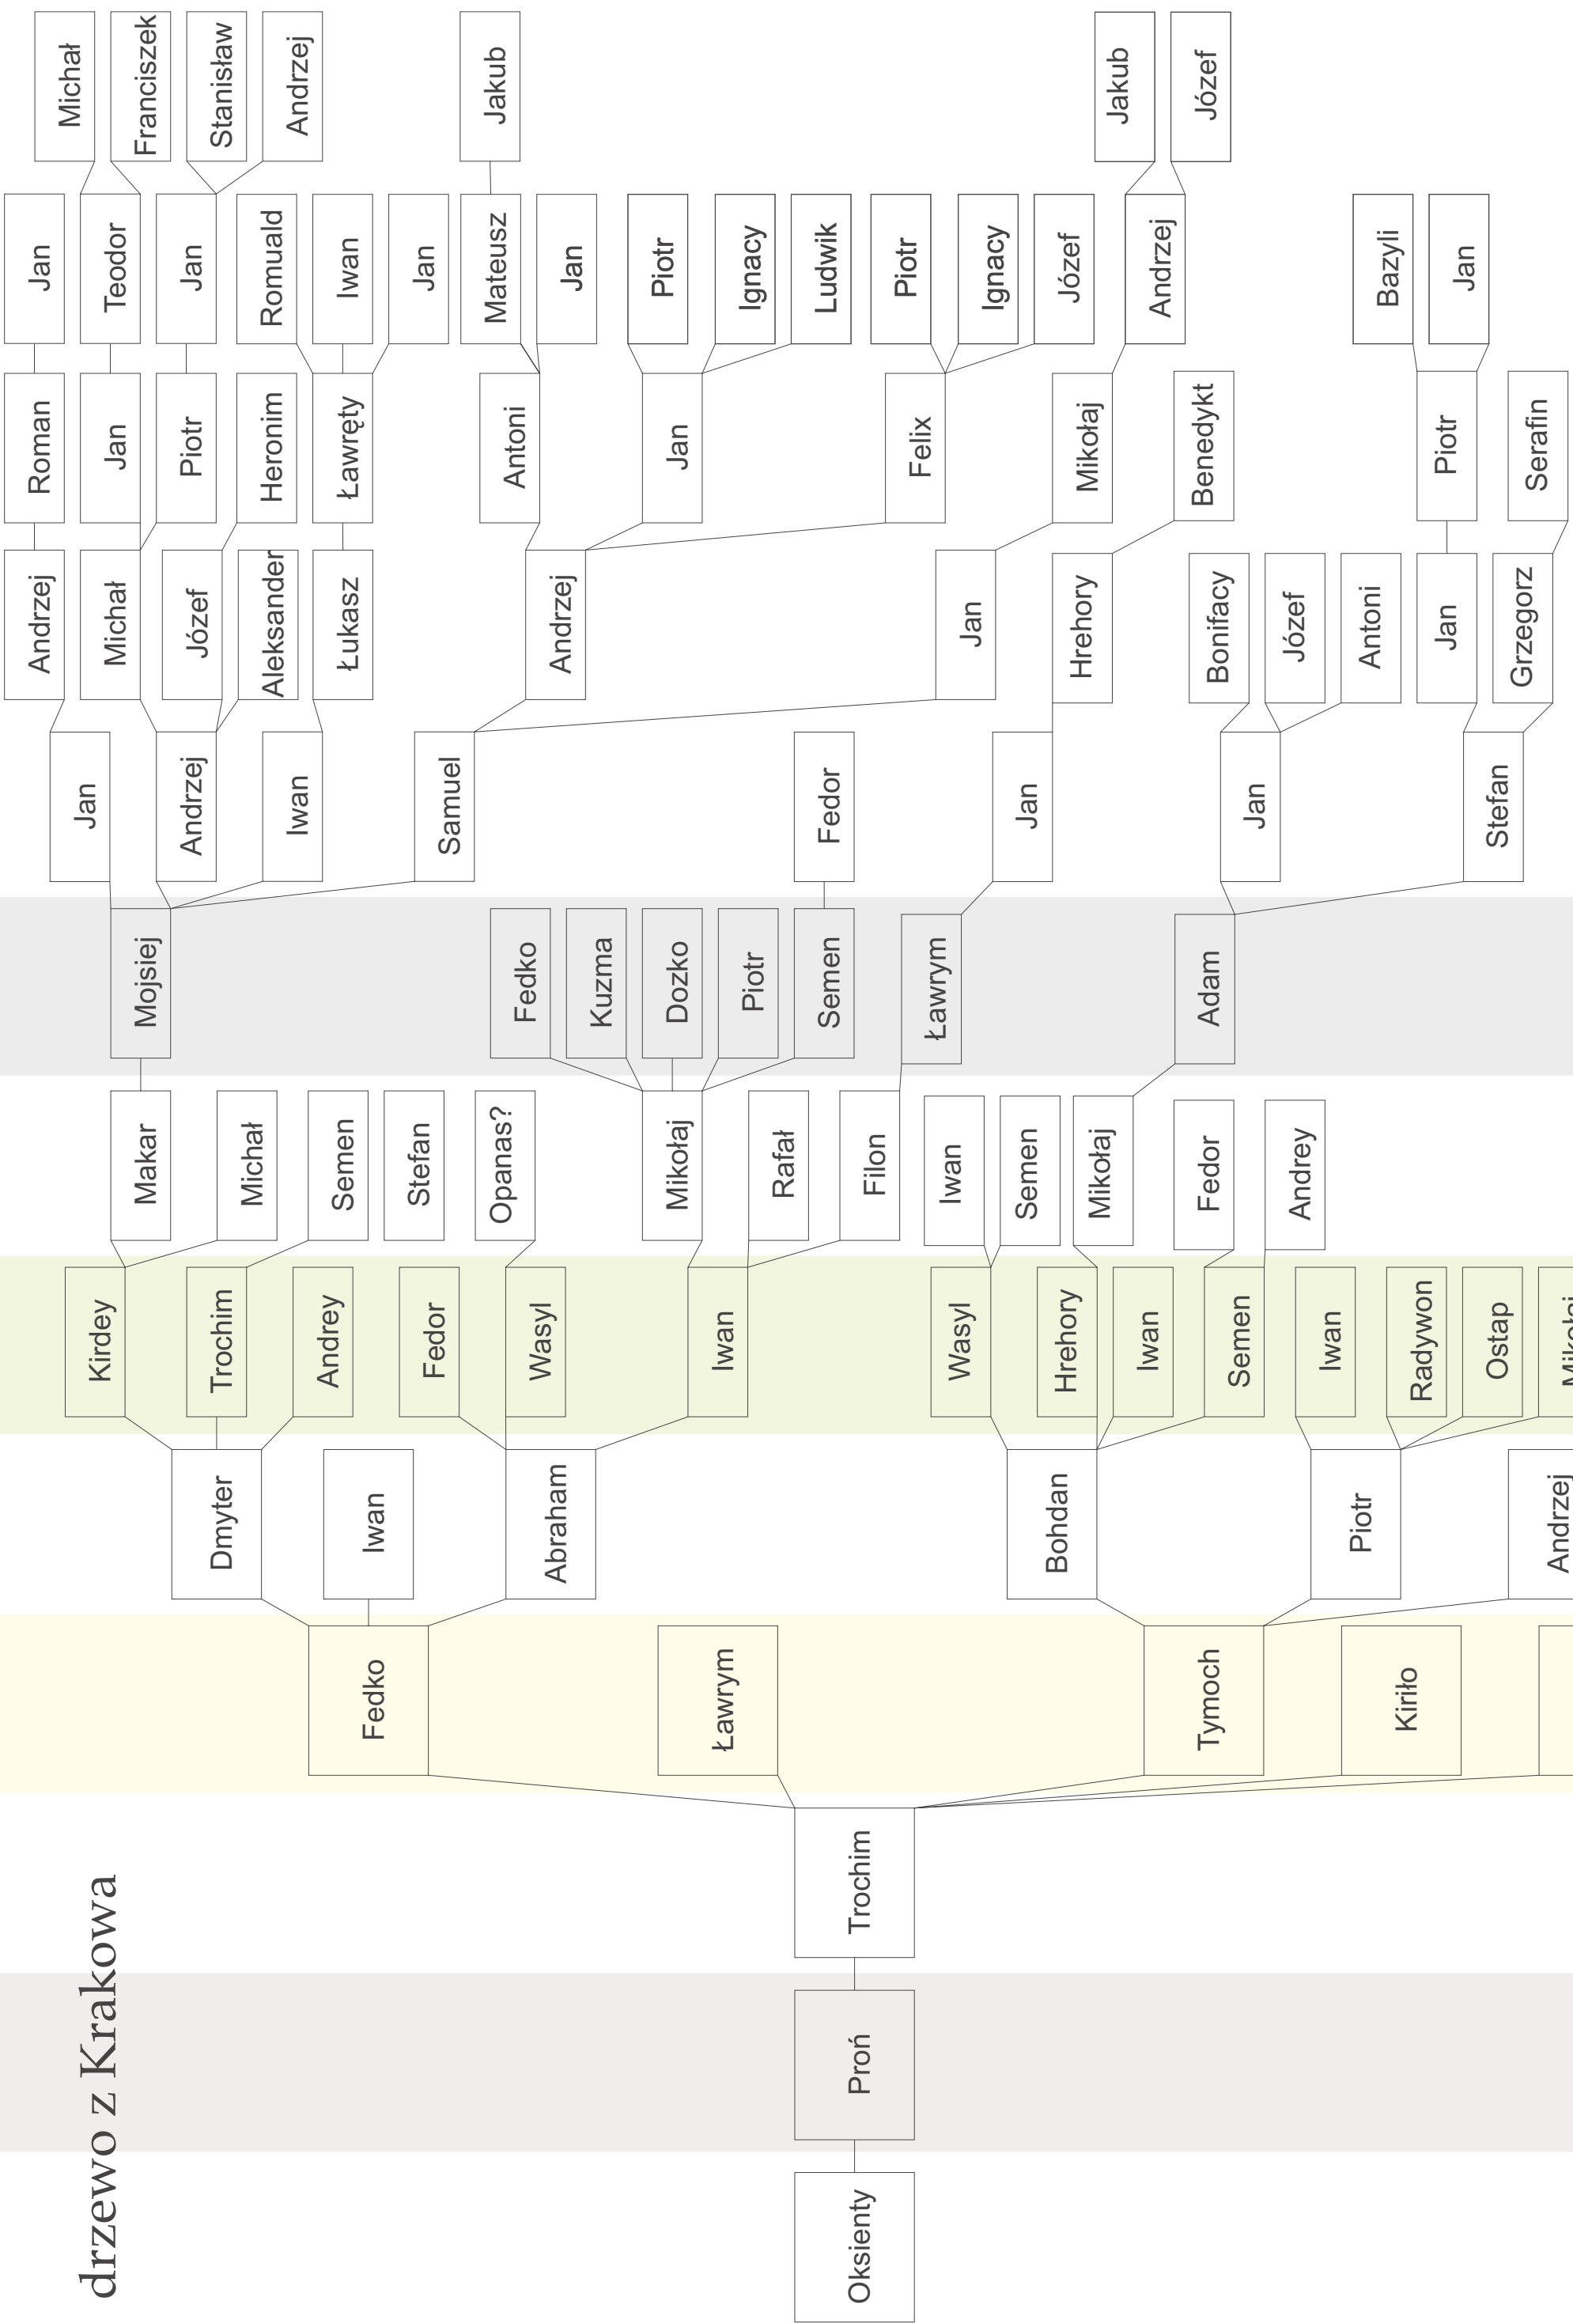 drzewo z Krakowa
Oksienty
Proń
Trochim
Fedko
Ławrym
Tymoch
Kiriło
Dmyter
Iwan
Abraham
Bohdan
Piotr
Andrzej
Kirdey
Trochim
Andrey
Fedor
Wasyl
Iwan
Wasyl
Hrehory
Iwan
Semen
Iwan
Radywon
Ostap
Makar
Michał
Semen
Stefan
Opanas?
Mikołaj
Rafał
Filon
Iwan
Semen
Mikołaj
Fedor
Andrey
Mojsiej
Fedko
Kuzma
Dozko
Piotr
Semen
Ławrym
Adam
Jan
Andrzej
Iwan
Samuel
Fedor
Jan
Jan
Stefan
Andrzej
Michał
Józef
Aleksander
Łukasz
Andrzej
Jan
Hrehory
Bonifacy
Józef
Antoni
Jan
Grzegorz
Roman
Jan
Piotr
Heronim
Ławręty
Antoni
Jan
Felix
Mikołaj
Benedykt
Piotr
Serafin
Jan
Teodor
Jan
Romuald
Iwan
Jan
Mateusz
Jan
Piotr
Ignacy
Ludwik
Piotr
Ignacy
Józef
Andrzej
Bazyli
Jan
Michał
Franciszek
Stanisław
Andrzej
Jakub
Jakub
Józef